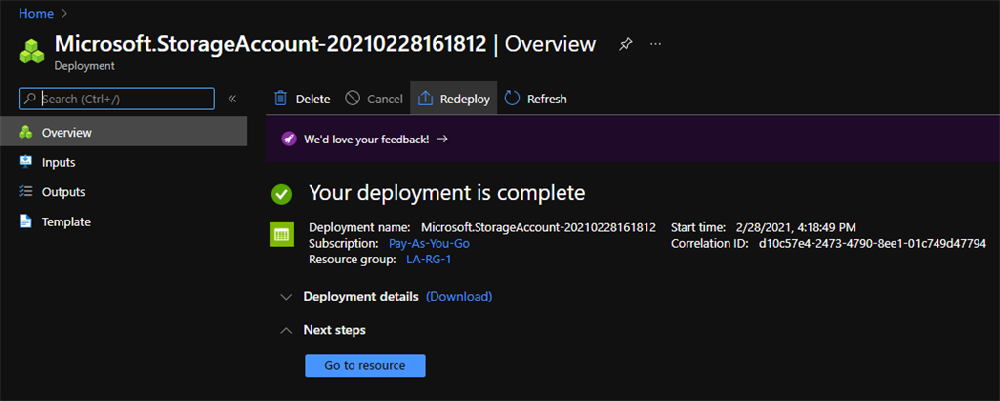 Home
Microsoft.StorageAccount-20210228161812 | Overview
Deployment
Search (Ctrl+/)
Delete
Cancel
Redeploy
Refresh
Overview
Inputs
Outputs
Template
We'd love your feedback!
Your deployment is complete
Deployment name: Microsoft.StorageAccount-20210228161812
Subscription: Pay-As-You-Go
Resource group: LA-RG-1
Start time: 2/28/2021, 4:18:49 PM
Correlation ID: d10c57e4-2473-4790-8ee1-01c749d47794
Deployment details (Download)
Next steps
Go to resource